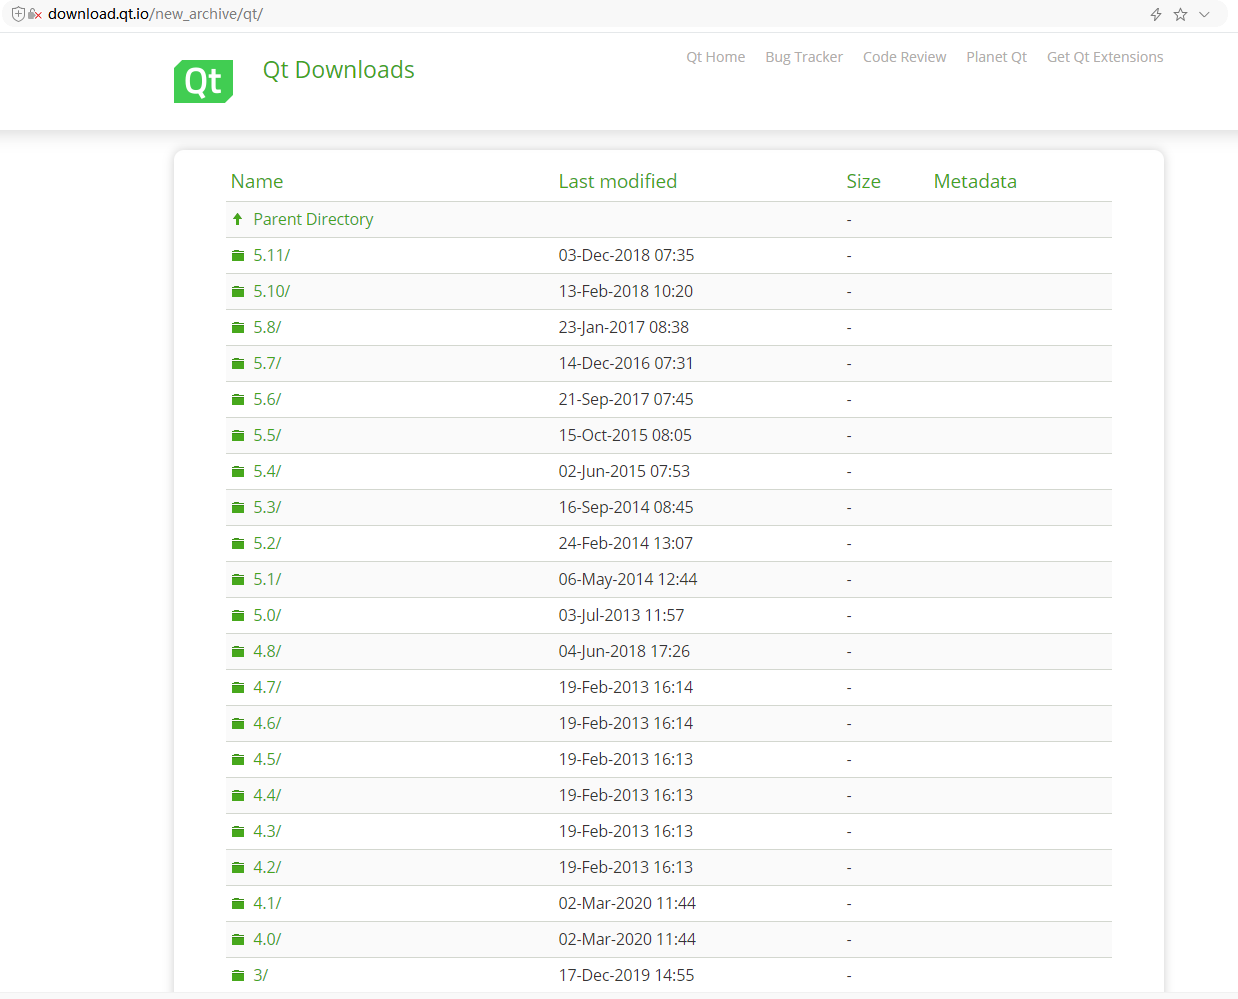 download.qt.io/new_archive/qt/
Qt Home Bug Tracker Code Review Planet Qt Get Qt Extensions
Qt Qt Downloads
Name Last modified Size Metadata
Parent Directory -
5.11/ 03-Dec-2018 07:35 -
5.10/ 13-Feb-2018 10:20 -
5.8/ 23-Jan-2017 08:38 -
5.7/ 14-Dec-2016 07:31 -
5.6/ 21-Sep-2017 07:45 -
5.5/ 15-Oct-2015 08:05 -
5.4/ 02-Jun-2015 07:53 -
5.3/ 16-Sep-2014 08:45 -
5.2/ 24-Feb-2014 13:07 -
5.1/ 06-May-2014 12:44 -
5.0/ 03-Jul-2013 11:57 -
4.8/ 04-Jun-2018 17:26 -
4.7/ 19-Feb-2013 16:14 -
4.6/ 19-Feb-2013 16:14 -
4.5/ 19-Feb-2013 16:13 -
4.4/ 19-Feb-2013 16:13 -
4.3/ 19-Feb-2013 16:13 -
4.2/ 19-Feb-2013 16:13 -
4.1/ 02-Mar-2020 11:44 -
4.0/ 02-Mar-2020 11:44 -
3/ 17-Dec-2019 14:55 -